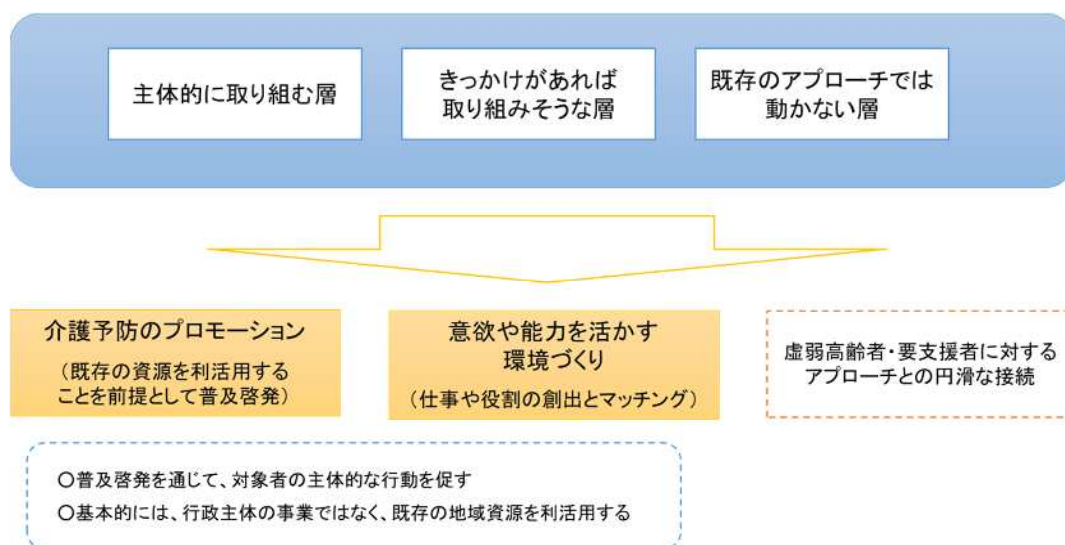 主体的に取り組む層
きっかけがあれば
取り組みそうな層
既存のアプローチでは
動かない層
介護予防のプロモーション
（既存の資源を利活用する
ことを前提として普及啓発）
意欲や能力を活かす
環境づくり
（仕事や役割の創出とマッチング）
虚弱高齢者・要支援者に対する
アプローチとの円滑な接続
○普及啓発を通じて、対象者の主体的な行動を促す
○基本的には、行政主体の事業ではなく、既存の地域資源を利活用する